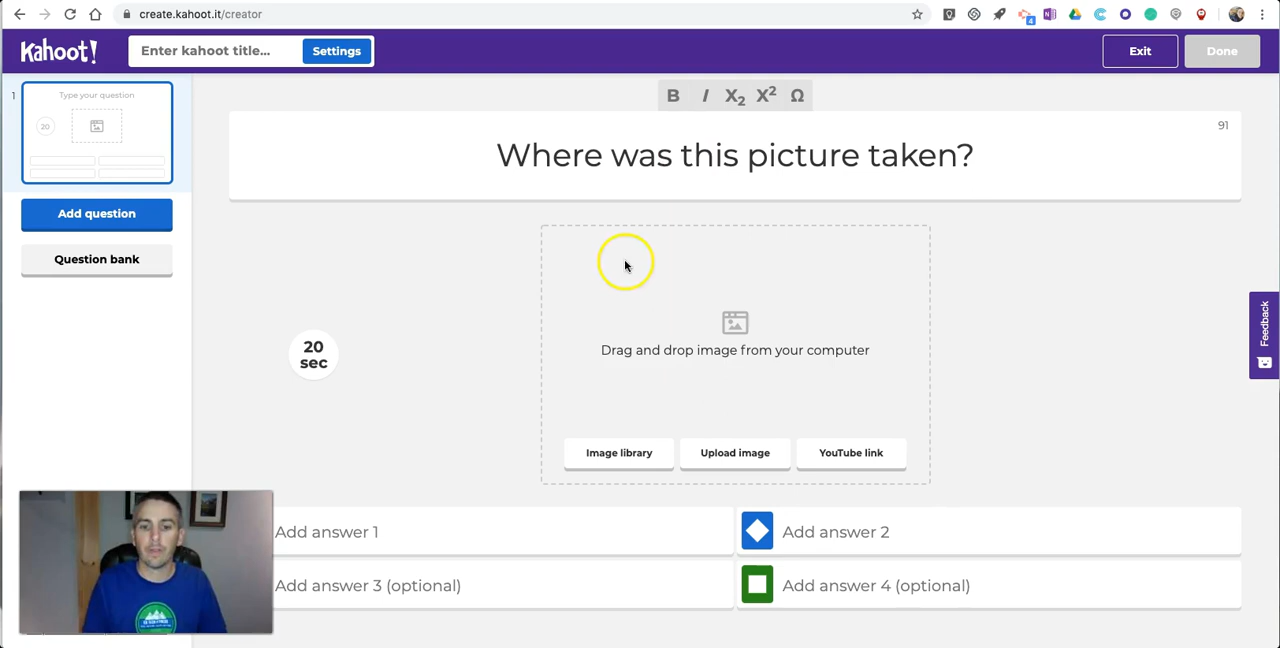 create.kahoot.it/creator
4
Kahoot!
Enter kahoot title...
Settings
Exit
Done
1
Type your question
20
Add question
Question bank
B I X2 X2 Ω
91
Where was this picture taken?
20
sec
Drag and drop image from your computer
Image library
Upload image
YouTube link
Feedback
Add answer 1
Add answer 2
Add answer 3 (optional)
Add answer 4 (optional)